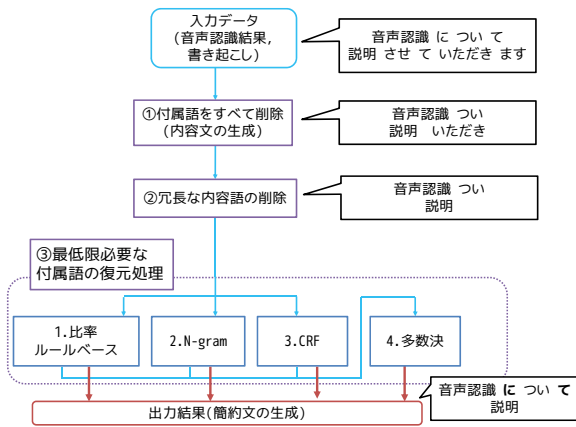 入力データ
(音声認識結果,
書き起こし)
音声認識 に つい て
説明 させ て いただき ます
①付属語をすべて削除
(内容文の生成)
音声認識 つい
説明 いただき
②冗長な内容語の削除
音声認識 つい
説明
③最低限必要な
付属語の復元処理
1.比率
ルールベース
2.N-gram
3.CRF
4.多数決
音声認識 に つい て
説明
出力結果(簡約文の生成)